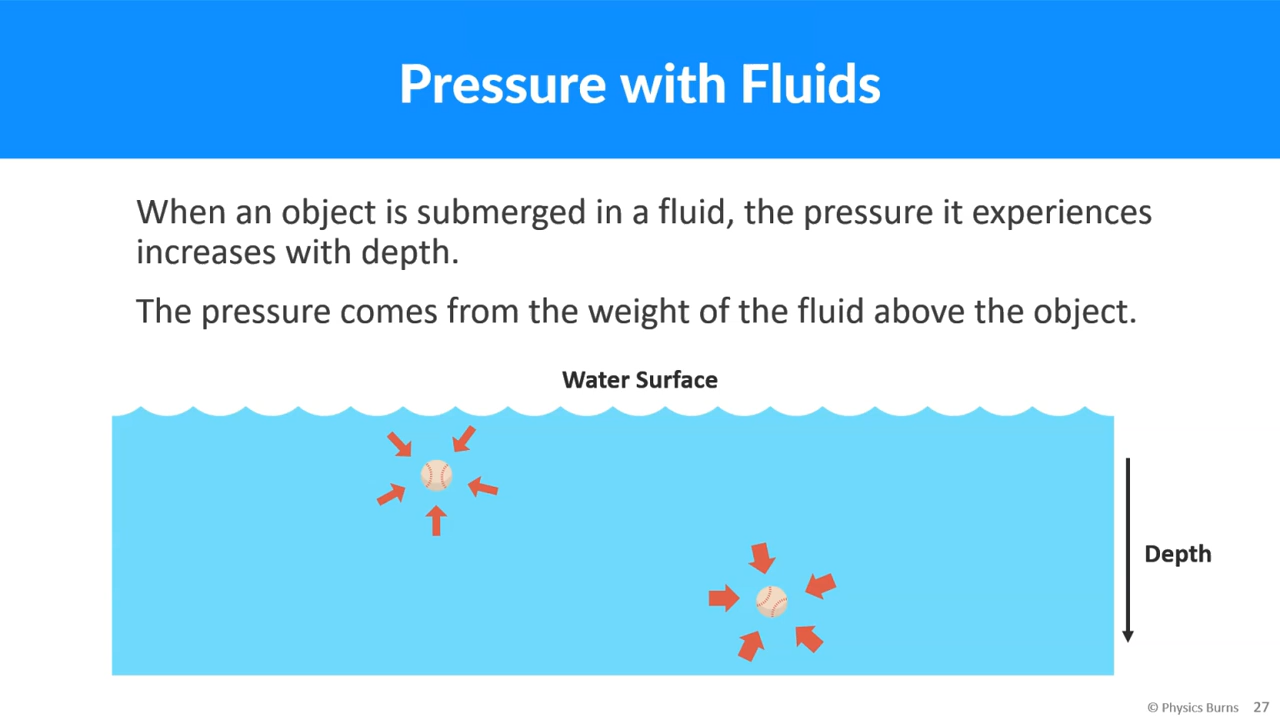 Pressure with Fluids
When an object is submerged in a fluid, the pressure it experiences
increases with depth.
The pressure comes from the weight of the fluid above the object.
Water Surface
Depth
© Physics Burns 27